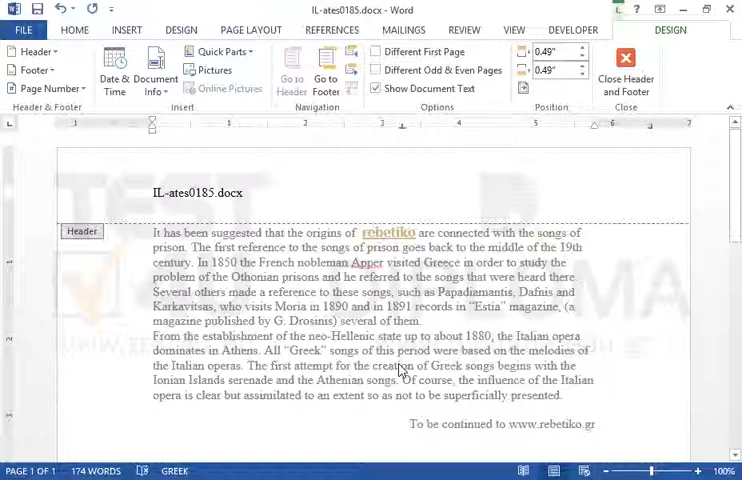 IL-ates0185.docx - Word
FILE HOME INSERT DESIGN PAGE LAYOUT REFERENCES MAILINGS REVIEW VIEW DEVELOPER DESIGN
Header
Footer
Page Number
Header & Footer
Date & Time
Document Info
Quick Parts
Pictures
Online Pictures
Insert
Go to Header
Go to Footer
Navigation
Different First Page
Different Odd & Even Pages
Show Document Text
Options
0.49"
0.49"
Position
Close Header and Footer
Close
1 1 2 3 4 5 6 7
IL-ates0185.docx
Header
It has been suggested that the origins of rebetiko are connected with the songs of
prison. The first reference to the songs of prison goes back to the middle of the 19th
century. In 1850 the French nobleman Apper visited Greece in order to study the
problem of the Othonian prisons and he referred to the songs that were heard there
Several others made a reference to these songs, such as Papadiamantis, Dafnis and
Karkavitsas, who visits Moria in 1890 and in 1891 records in “Estia” magazine, (a
magazine published by G. Drosinis) several of them.
From the establishment of the neo-Hellenic state up to about 1880, the Italian opera
dominates in Athens. All “Greek” songs of this period were based on the melodies of
the Italian operas. The first attempt for the creation of Greek songs begins with the
Ionian Islands serenade and the Athenian songs. Of course, the influence of the Italian
opera is clear but assimilated to an extent so as not to be superficially presented.
To be continued to www.rebetiko.gr
1
2
3
PAGE 1 OF 1 174 WORDS GREEK 100%